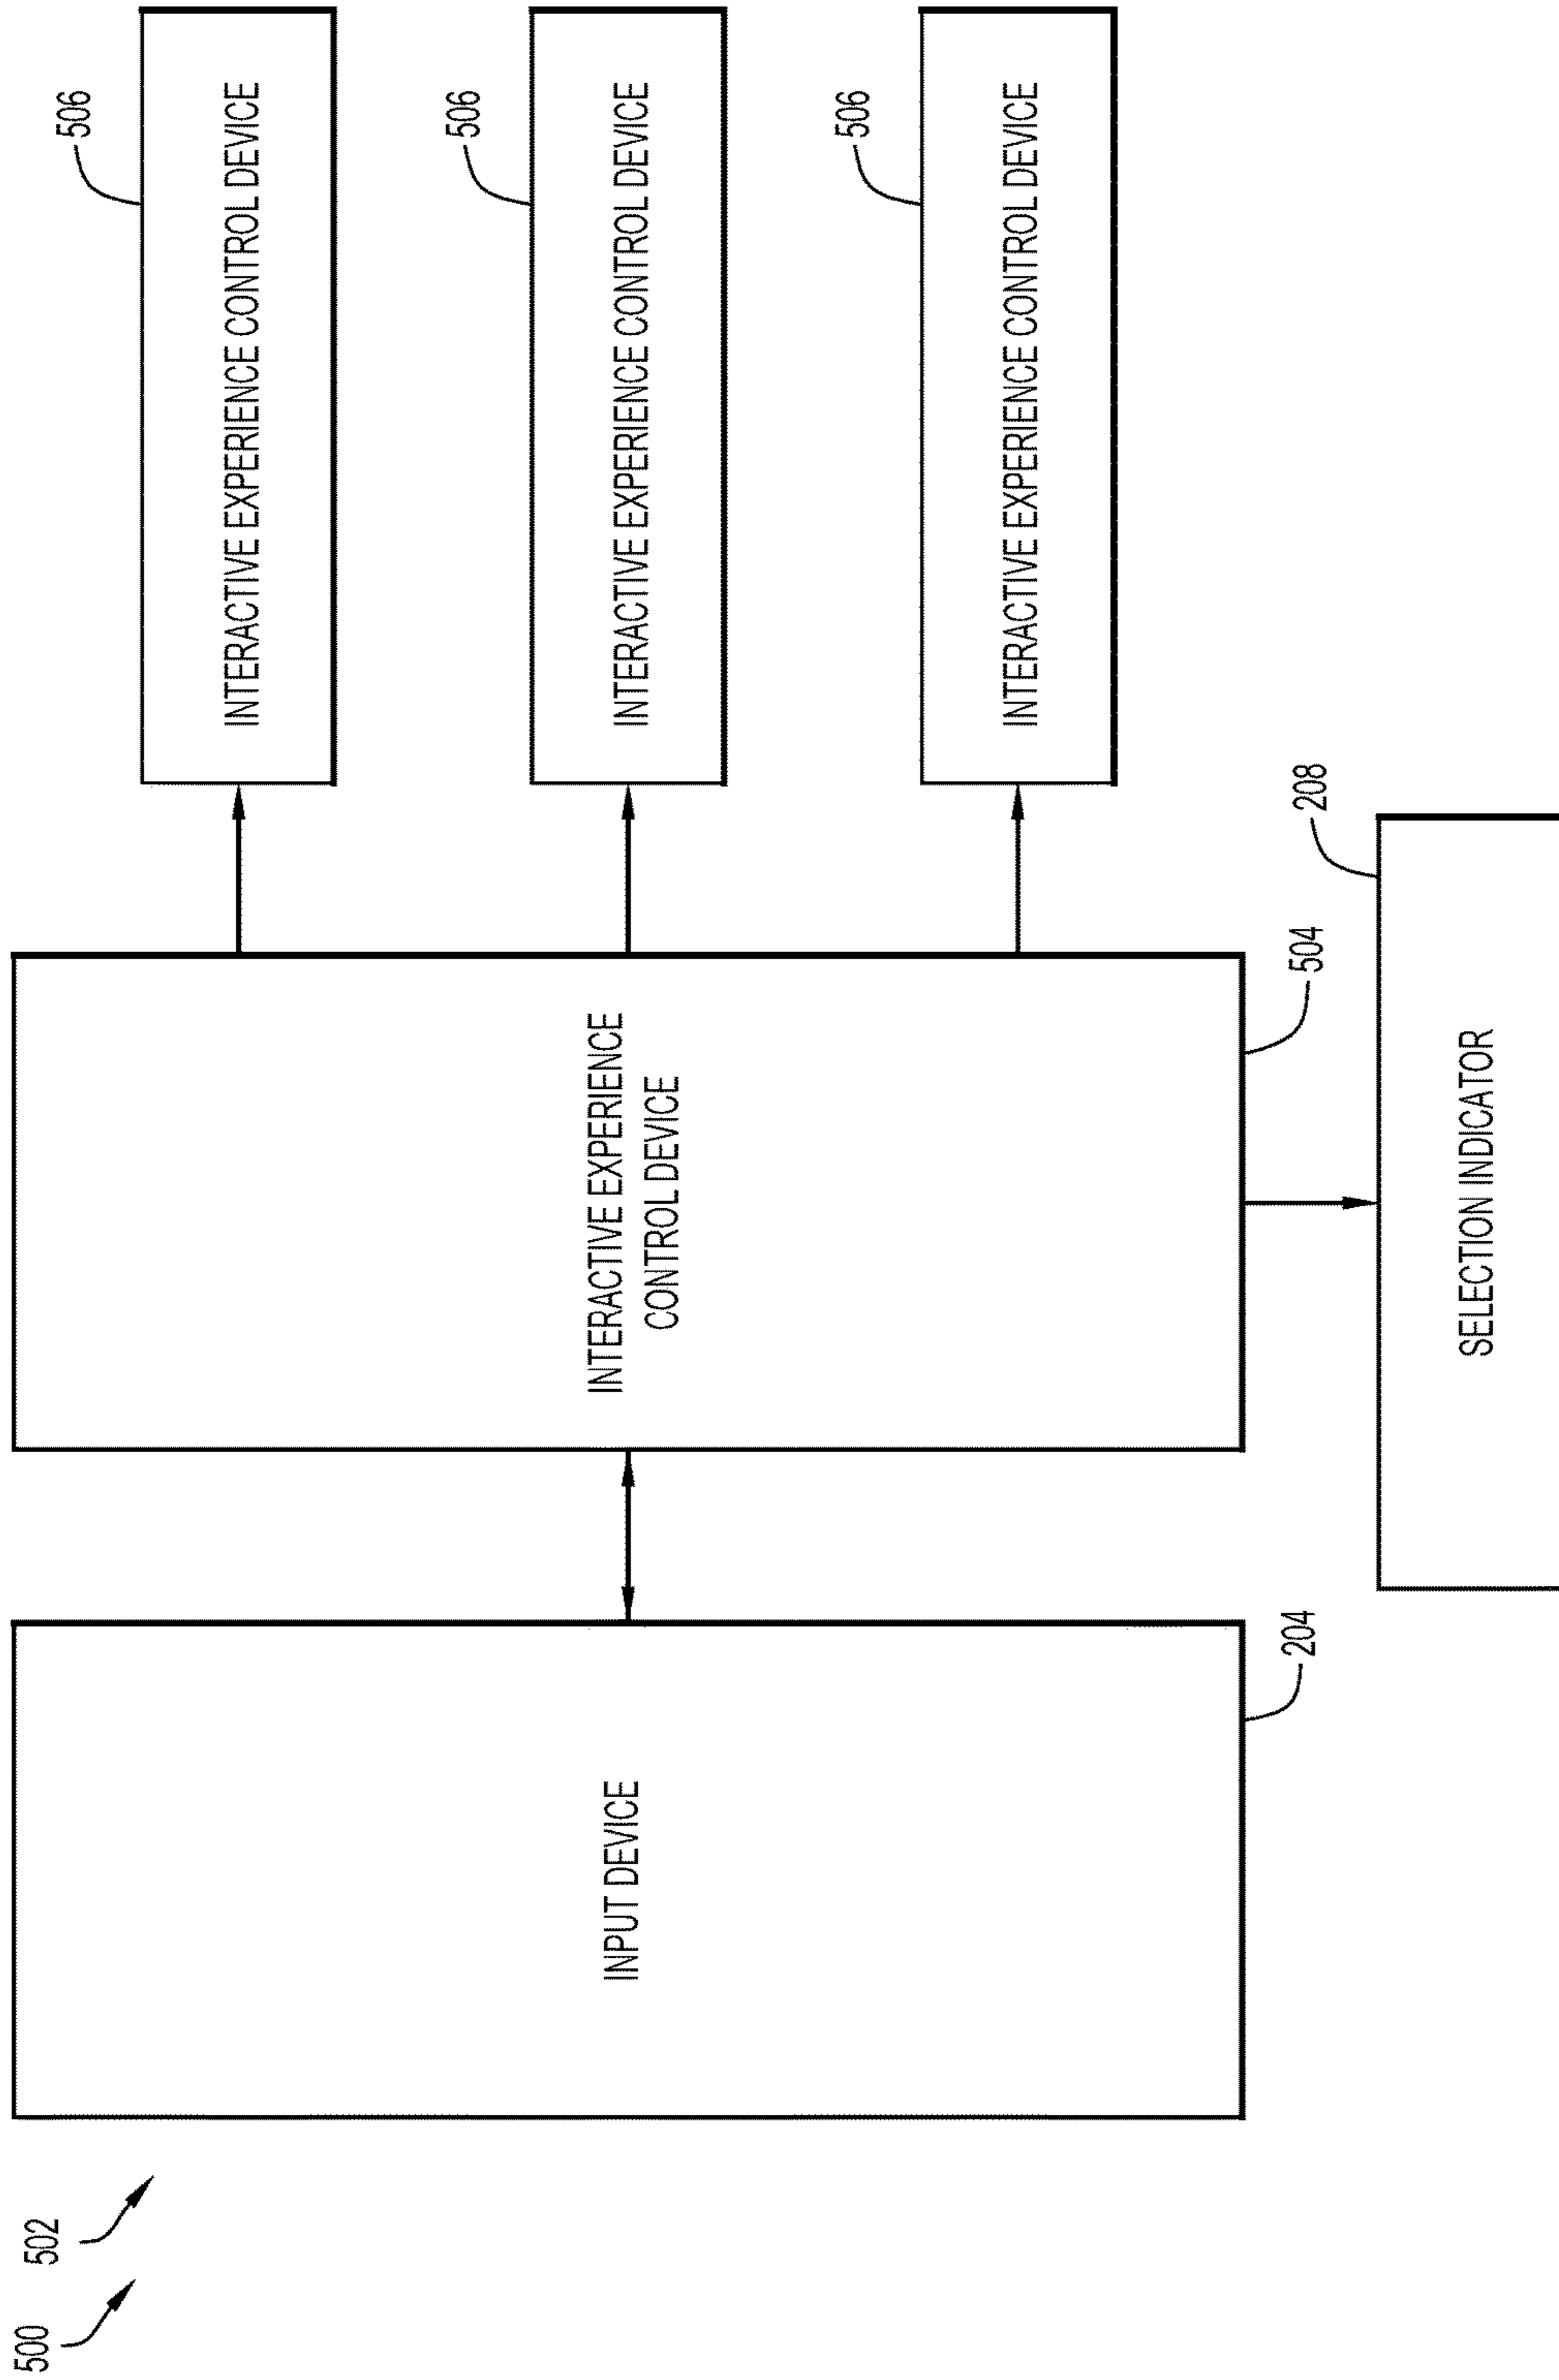 500
502
INPUT DEVICE
204
INTERACTIVE EXPERIENCE
CONTROL DEVICE
504
SELECTION INDICATOR
208
INTERACTIVE EXPERIENCE CONTROL DEVICE
506
INTERACTIVE EXPERIENCE CONTROL DEVICE
506
INTERACTIVE EXPERIENCE CONTROL DEVICE
506